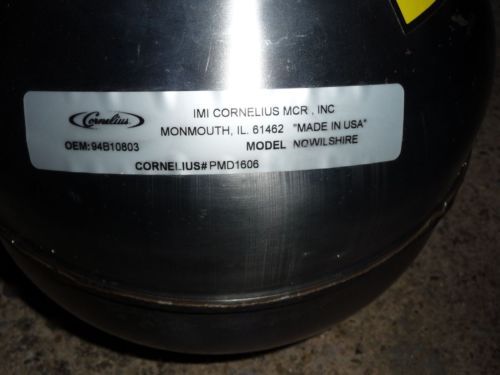 Cornelius
IMI CORNELIUS MCR, INC
MONMOUTH, IL. 61462 "MADE IN USA"
OEM:94B10803 MODEL NOWILSHIRE
CORNELIUS# PMD1606